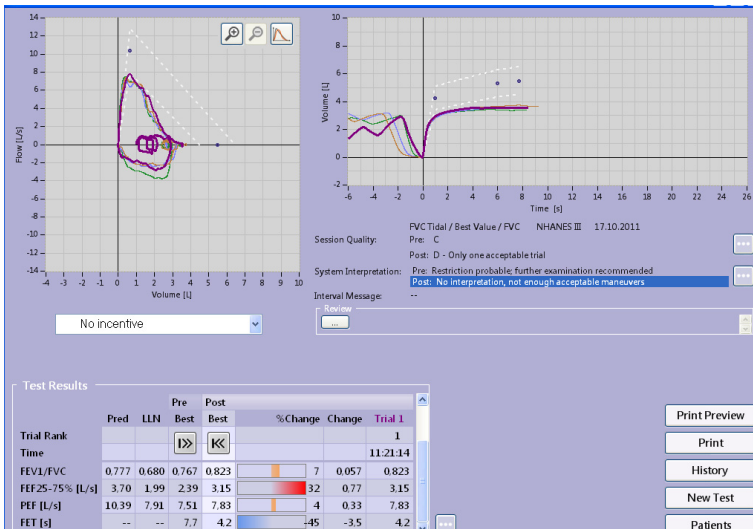 14
12
10
8
6
4
2
0
-2
-4
-6
-8
-10
-12
-14
Flow [L/s]
-4 -3 -2 -1 0 1 2 3 4 5 6 7 8 9 10
Volume [L]
10
8
6
4
2
0
-2
Volume [L]
-6 -4 -2 0 2 4 6 8 10 12 14 16 18 20 22 24 26
Time [s]
FVC Tidal / Best Value / FVC NHANES III 17.10.2011
Session Quality: Pre: C
Post: D - Only one acceptable trial
System Interpretation: Pre: Restriction probable; further examination recommended
Post: No interpretation, not enough acceptable maneuvers
Interval Message: --
Review
...
No incentive
Test Results
Pre Post
Pred LLN Best Best %Change Change Trial 1
Trial Rank 1
Time 11:21:14
FEV1/FVC 0,777 0,680 0,767 0,823 7 0,057 0,823
FEF25-75% [L/s] 3,70 1,99 2,39 3,15 32 0,77 3,15
PEF [L/s] 10,39 7,91 7,51 7,83 4 0,33 7,83
FET [s] -- -- 7.7 4.2 -45 -3.5 4.2
Print Preview
Print
History
New Test
Patients